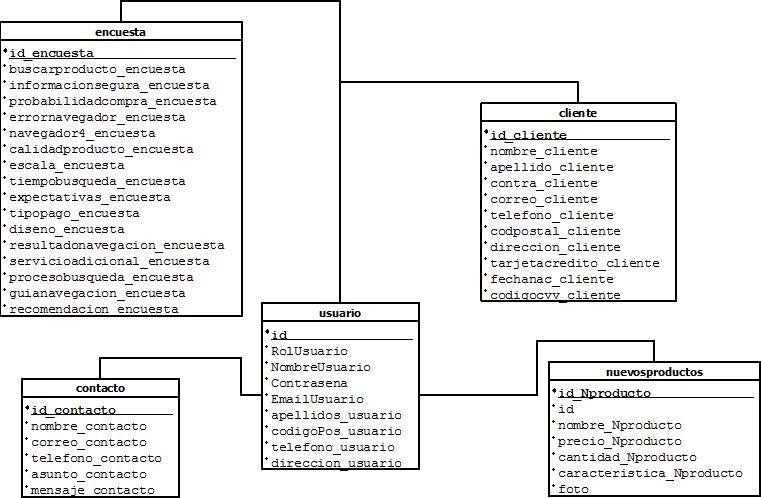 encuesta
id_encuesta
buscarproducto_encuesta
informacionsegura_encuesta
probabilidadcompra_encuesta
errornavegador_encuesta
navegador4_encuesta
calidadproducto_encuesta
escala_encuesta
tiempobusqueda_encuesta
expectativas_encuesta
tipopago_encuesta
diseno_encuesta
resultadonavegacion_encuesta
servicioadicional_encuesta
procesobusqueda_encuesta
guianavegacion_encuesta
recomendacion_encuesta
cliente
id_cliente
nombre_cliente
apellido_cliente
contra_cliente
correo_cliente
telefono_cliente
codpostal_cliente
direccion_cliente
tarjetacredito_cliente
fechanac_cliente
codigocvv_cliente
usuario
id
RolUsuario
NombreUsuario
Contrasena
EmailUsuario
apellidos_usuario
codigoPos_usuario
telefono_usuario
direccion_usuario
contacto
id_contacto
nombre_contacto
correo_contacto
telefono_contacto
asunto_contacto
mensaje_contacto
nuevosproductos
id_Nproducto
id
nombre_Nproducto
precio_Nproducto
cantidad_Nproducto
caracteristica_Nproducto
foto